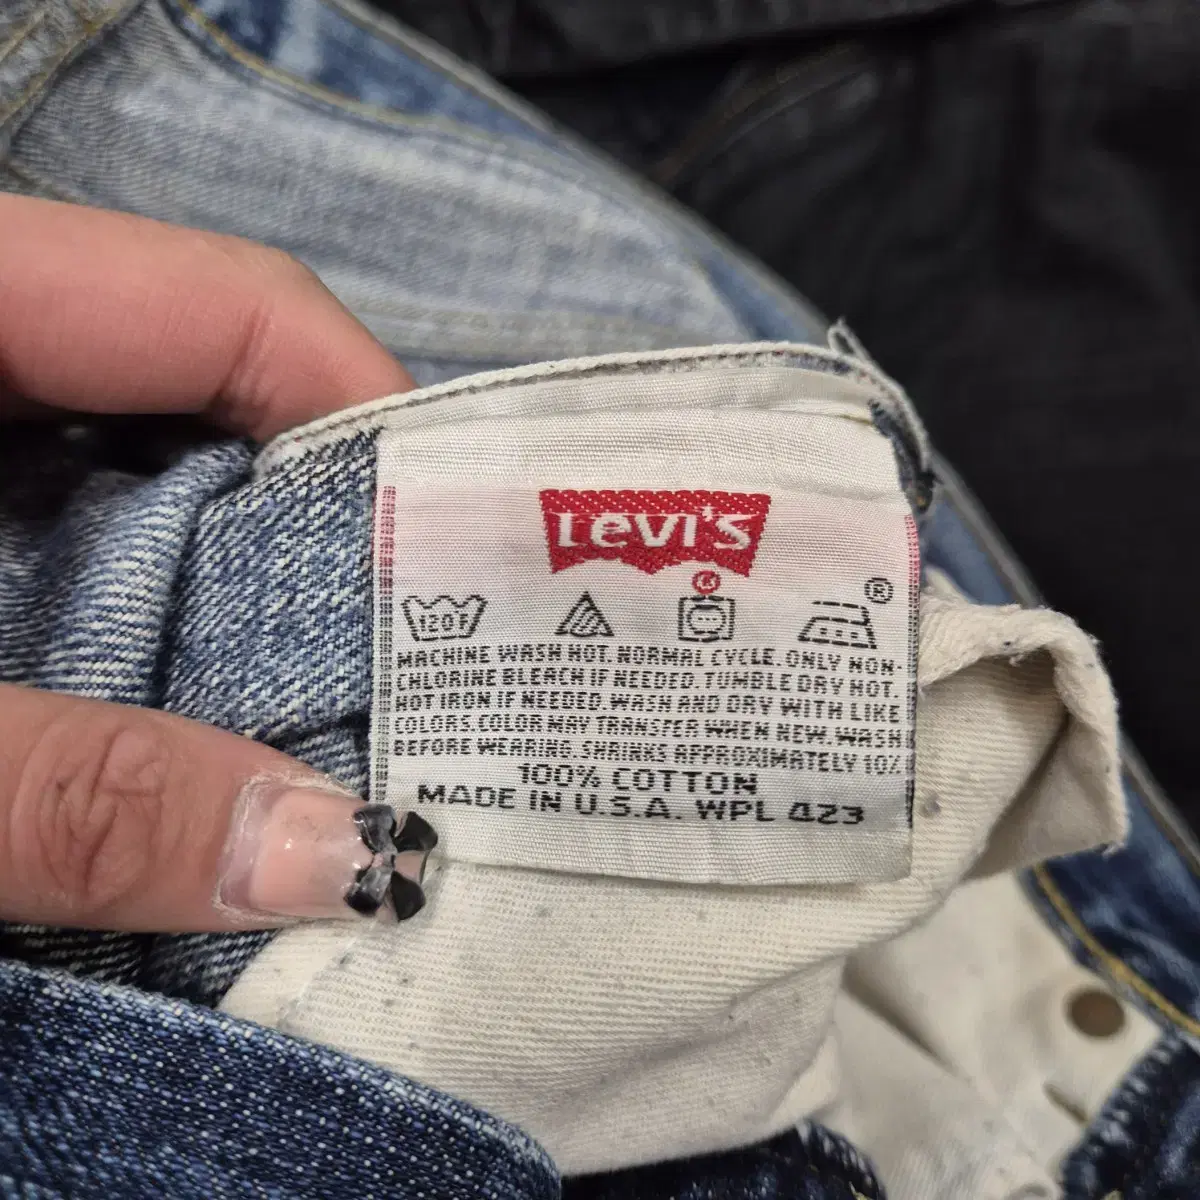 Levi's
®
120F
MACHINE WASH HOT. NORMAL CYCLE. ONLY NON-
CHLORINE BLEACH IF NEEDED. TUMBLE DRY HOT.
HOT IRON IF NEEDED. WASH AND DRY WITH LIKE
COLORS. COLOR MAY TRANSFER WHEN NEW. WASH
BEFORE WEARING. SHRINKS APPROXIMATELY 10%
100% COTTON
MADE IN U.S.A. WPL 423